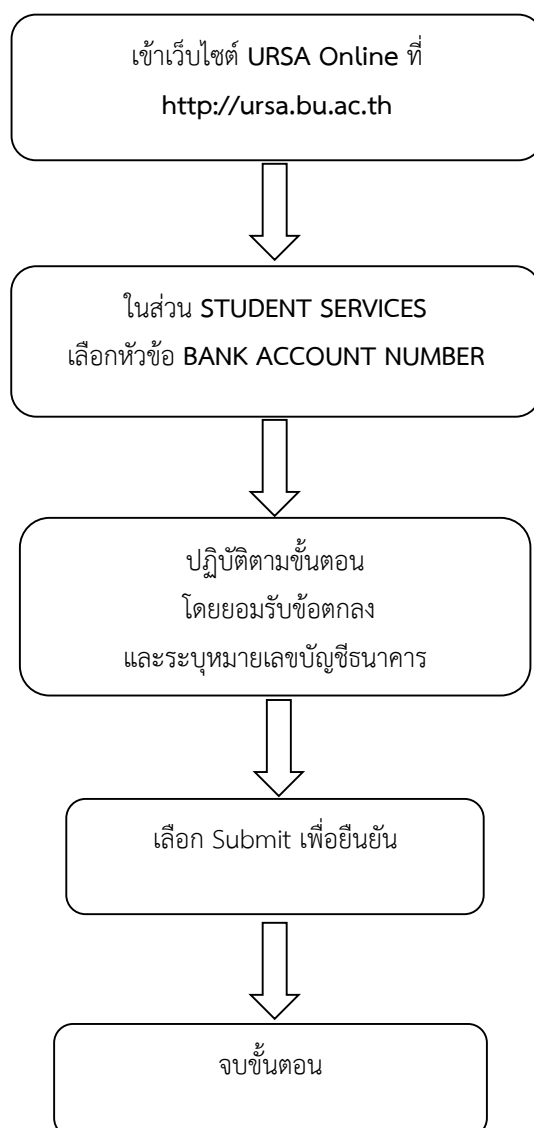 เข้าเว็บไซต์ URSA Online ที่
http://ursa.bu.ac.th
ในส่วน STUDENT SERVICES
เลือกหัวข้อ BANK ACCOUNT NUMBER
ปฏิบัติตามขั้นตอน
โดยยอมรับข้อตกลง
และระบุหมายเลขบัญชีธนาคาร
เลือก Submit เพื่อยืนยัน
จบขั้นตอน